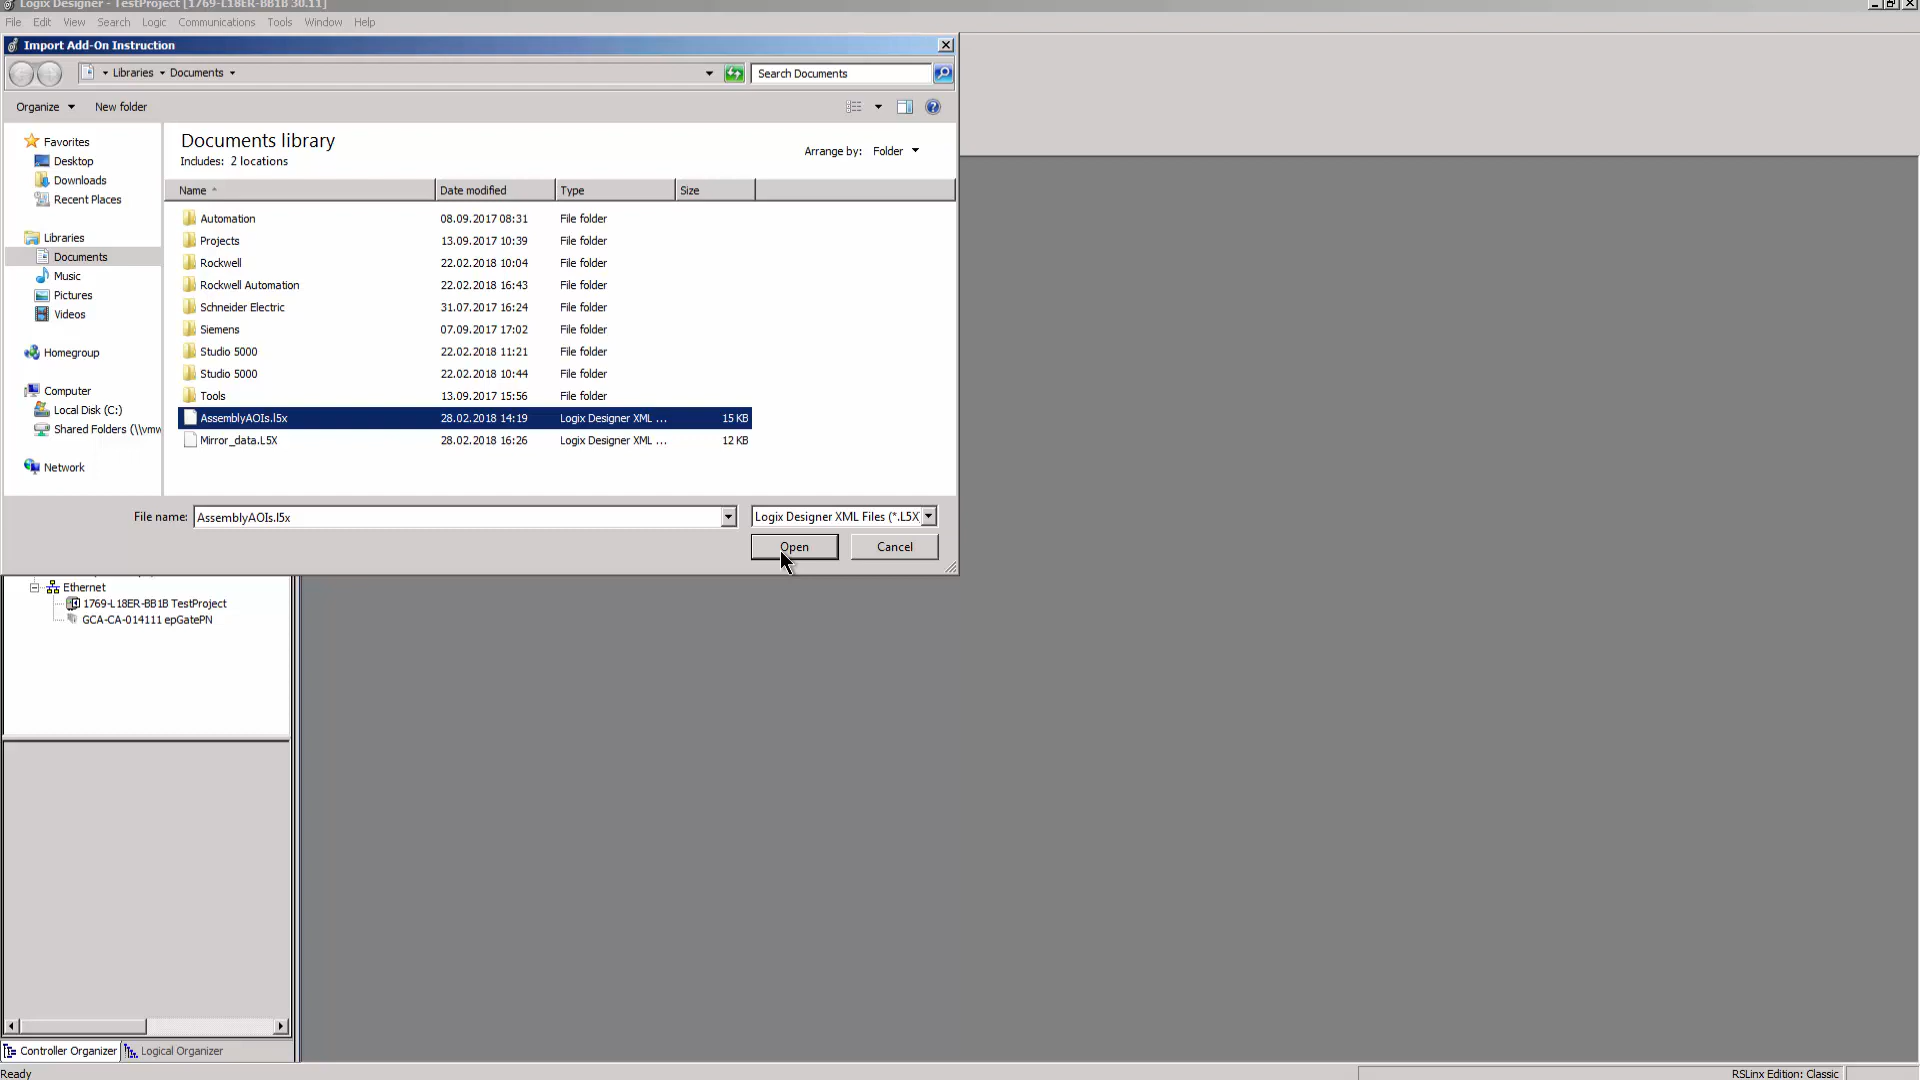 Logix Designer - TestProject [1769-L18ER-BB1B 30.11]
File Edit View Search Logic Communications Tools Window Help
Import Add-On Instruction
Libraries Documents
Search Documents
Organize New folder
Favorites
Desktop
Downloads
Recent Places
Libraries
Documents
Music
Pictures
Videos
Homegroup
Computer
Local Disk (C:)
Shared Folders (\\vmw
Network
Documents library
Includes: 2 locations
Arrange by: Folder
Name Date modified Type Size
Automation 08.09.2017 08:31 File folder
Projects 13.09.2017 10:39 File folder
Rockwell 22.02.2018 10:04 File folder
Rockwell Automation 22.02.2018 16:43 File folder
Schneider Electric 31.07.2017 16:24 File folder
Siemens 07.09.2017 17:02 File folder
Studio 5000 22.02.2018 11:21 File folder
Studio 5000 22.02.2018 10:44 File folder
Tools 13.09.2017 15:56 File folder
AssemblyAOIs.l5x 28.02.2018 14:19 Logix Designer XML ... 15 KB
Mirror_data.L5X 28.02.2018 16:26 Logix Designer XML ... 12 KB
File name: AssemblyAOIs.l5x Logix Designer XML Files (*.L5X
Open Cancel
Ethernet
1769-L18ER-BB1B TestProject
GCA-CA-014111 epGatePN
Controller Organizer Logical Organizer
Ready RSLinx Edition: Classic